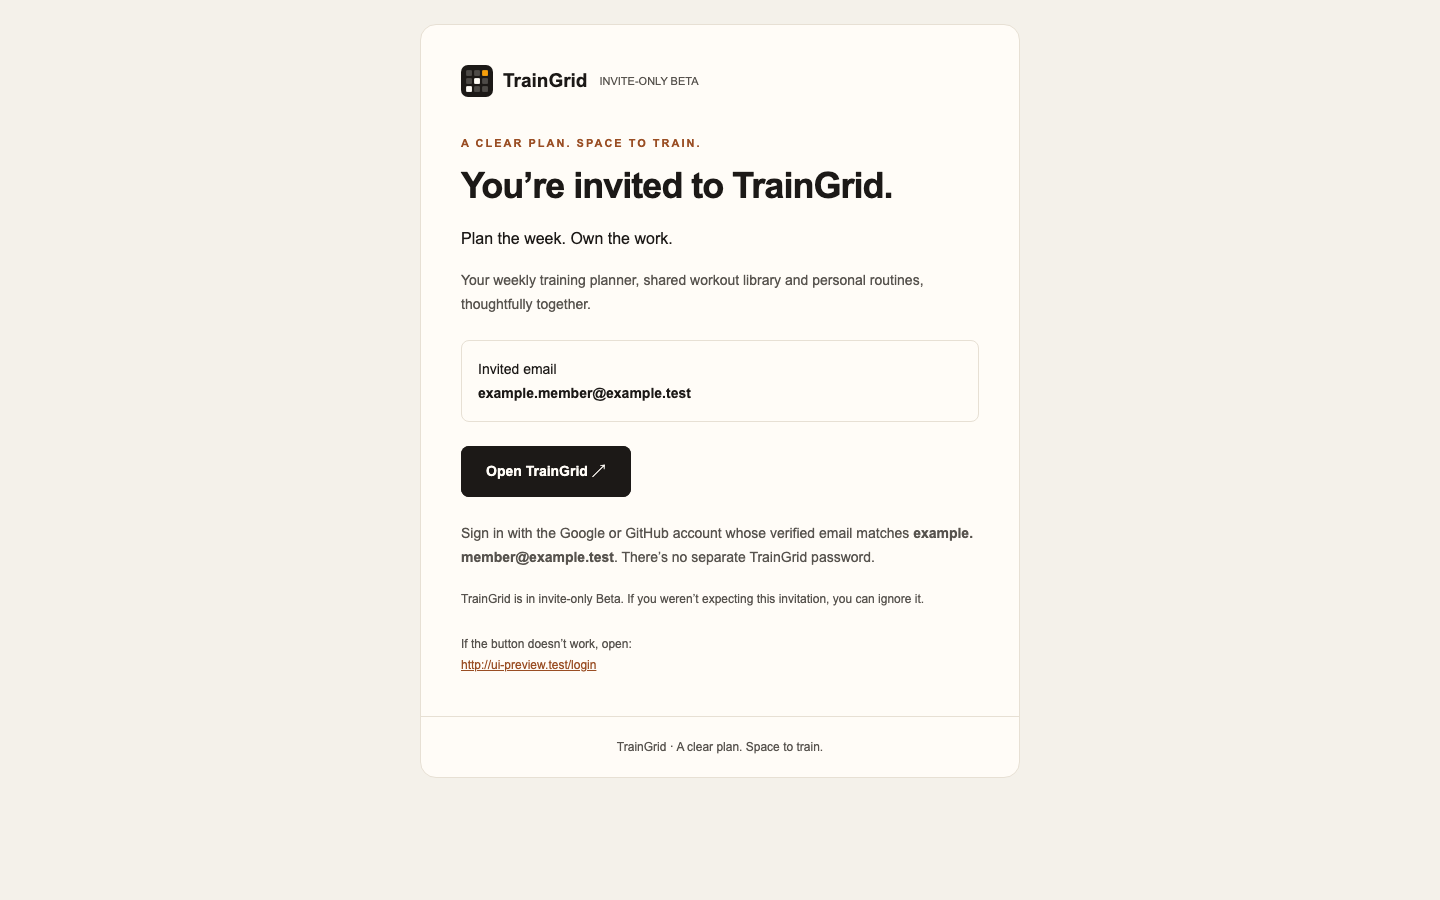 TrainGrid INVITE-ONLY BETA
A CLEAR PLAN. SPACE TO TRAIN.
You’re invited to TrainGrid.
Plan the week. Own the work.
Your weekly training planner, shared workout library and personal routines,
thoughtfully together.
Invited email
example.member@example.test
Open TrainGrid ↗
Sign in with the Google or GitHub account whose verified email matches example.
member@example.test. There’s no separate TrainGrid password.
TrainGrid is in invite-only Beta. If you weren’t expecting this invitation, you can ignore it.
If the button doesn’t work, open:
http://ui-preview.test/login
TrainGrid · A clear plan. Space to train.